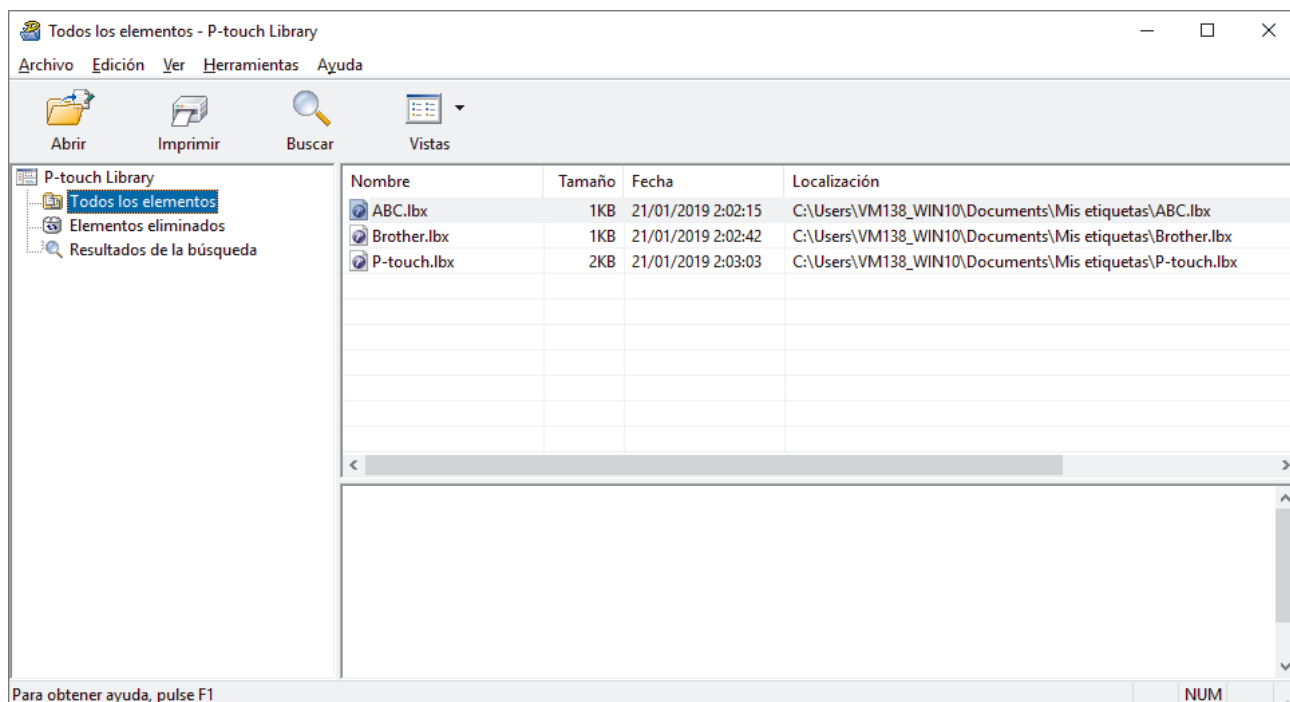 Todos los elementos - P-touch Library
Archivo Edición Ver Herramientas Ayuda
Abrir Imprimir Buscar Vistas
P-touch Library
Todos los elementos
Elementos eliminados
Resultados de la búsqueda
Nombre Tamaño Fecha Localización
ABC.lbx 1KB 21/01/2019 2:02:15 C:\Users\VM138_WIN10\Documents\Mis etiquetas\ABC.lbx
Brother.lbx 1KB 21/01/2019 2:02:42 C:\Users\VM138_WIN10\Documents\Mis etiquetas\Brother.lbx
P-touch.lbx 2KB 21/01/2019 2:03:03 C:\Users\VM138_WIN10\Documents\Mis etiquetas\P-touch.lbx
Para obtener ayuda, pulse F1 NUM